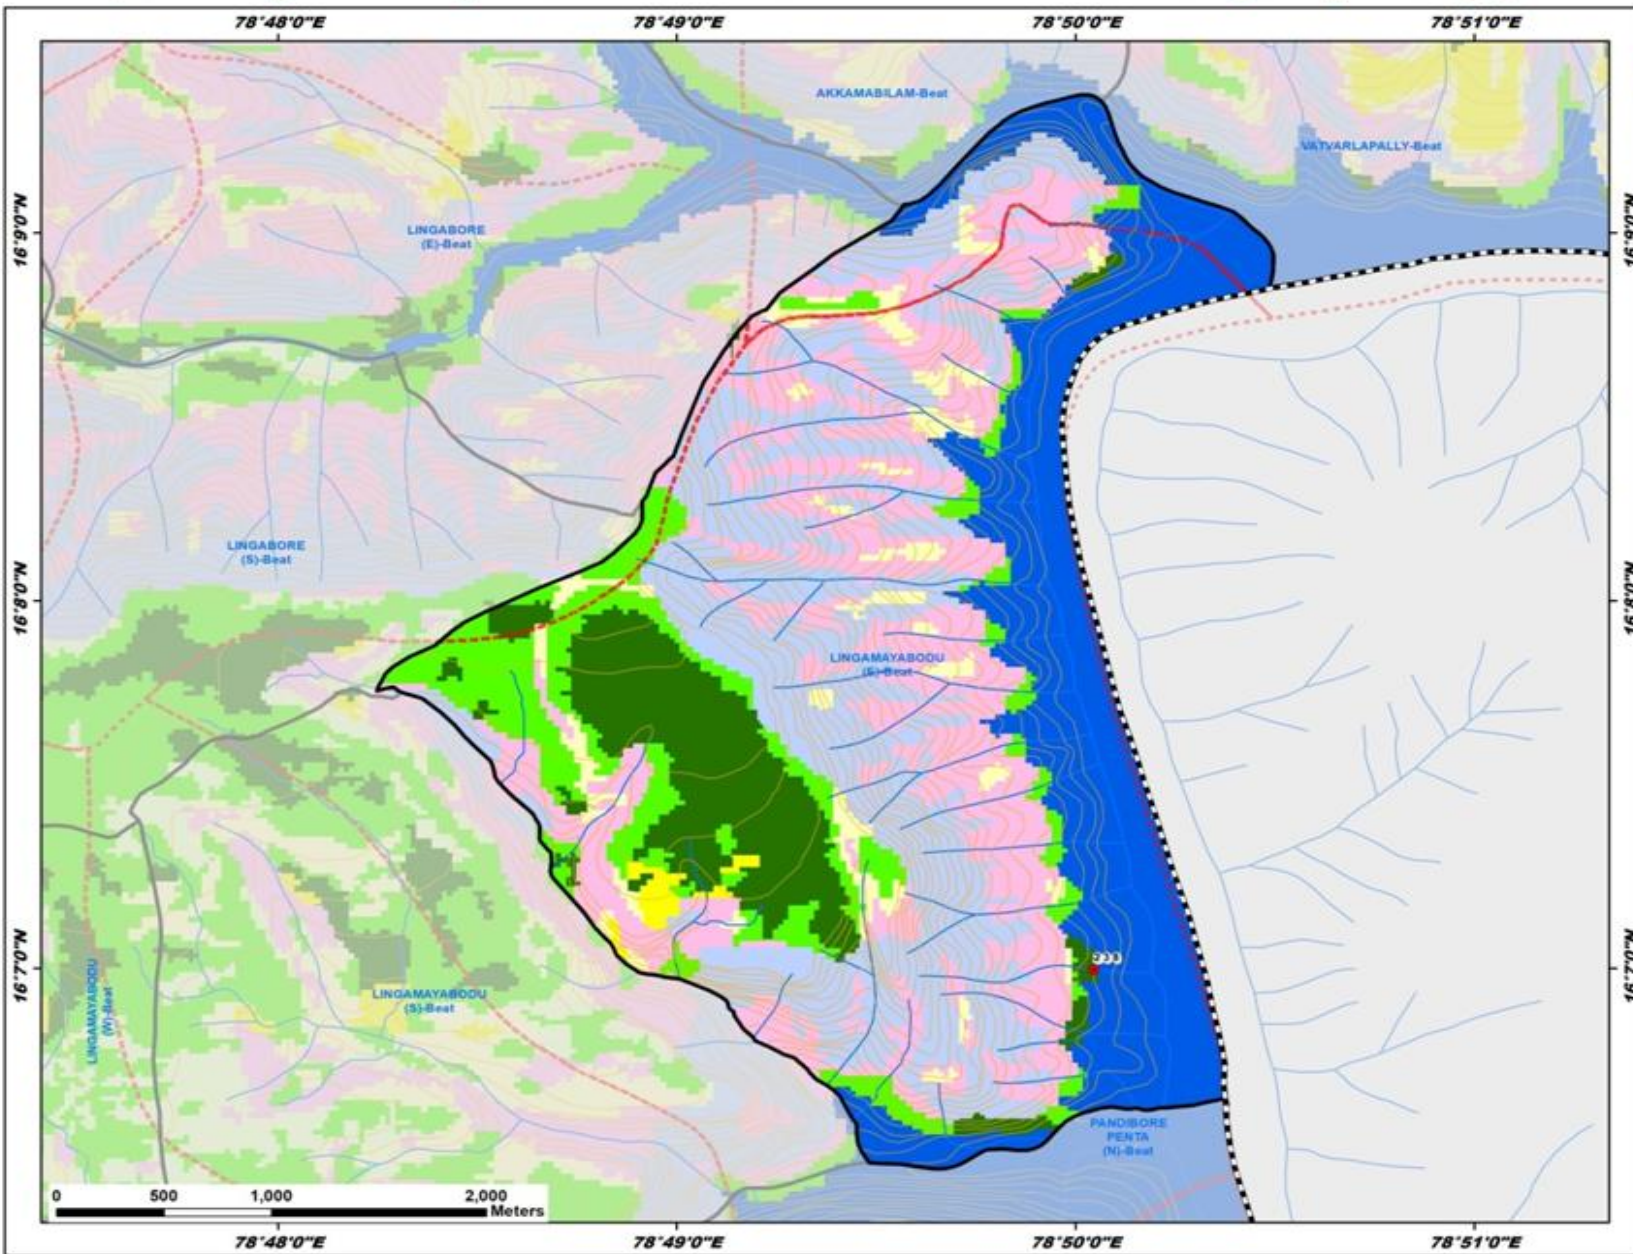 78°48'0"E 78°49'0"E 78°50'0"E 78°51'0"E
AKKAMABILAM-Beat
VATVARLAPALLY-Beat
16°9'0"N
LINGABORE
(E)-Beat
16°9'0"N
LINGABORE
(S)-Beat
16°8'0"N
16°8'0"N
LINGAMAYABODU
(E)-Beat
239
16°7'0"N
16°7'0"N
LINGAMAYABODU
(W)-Beat
LINGAMAYABODU
(S)-Beat
PANDIBORE
PENTA
(N)-Beat
0 500 1,000 2,000
Meters
78°48'0"E 78°49'0"E 78°50'0"E 78°51'0"E